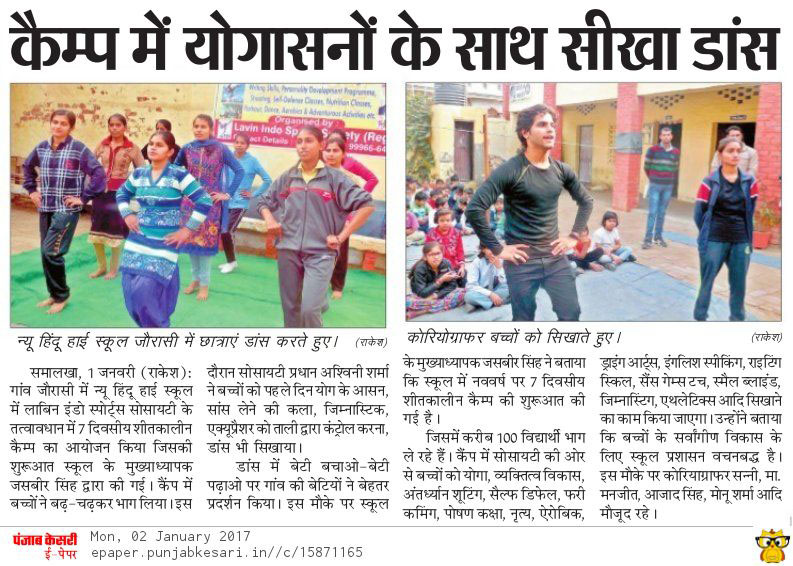 कैम्प में योगासनों के साथ सीखा डांस
Writing Skills, Personality Development Programme,
Shooting, Self-Defense Classes, Nutrition Classes,
Parkour, Dance, Aerobics & Adventurous Activities etc.
Organised by :
Lavin Indo Sports Society (Reg
Contact Details
99966-64
न्यू हिंदू हाई स्कूल जौरासी में छात्राएं डांस करते हुए। (राकेश)
कोरियोग्राफर बच्चों को सिखाते हुए। (राकेश)
समालखा, 1 जनवरी (राकेश):
गांव जौरासी में न्यू हिंदू हाई स्कूल
में लाबिन इंडो स्पोर्ट्स सोसायटी के
तत्वावधान में 7 दिवसीय शीतकालीन
कैम्प का आयोजन किया जिसकी
शुरूआत स्कूल के मुख्याध्यापक
जसबीर सिंह द्वारा की गई। कैंप में
बच्चों ने बढ़-चढ़कर भाग लिया। इस
दौरान सोसायटी प्रधान अश्विनी शर्मा
ने बच्चों को पहले दिन योग के आसन,
सांस लेने की कला, जिम्नास्टिक,
एक्यूप्रैशर को ताली द्वारा कंट्रोल करना,
डांस भी सिखाया।
डांस में बेटी बचाओ-बेटी
पढ़ाओ पर गांव की बेटियों ने बेहतर
प्रदर्शन किया। इस मौके पर स्कूल
के मुख्याध्यापक जसबीर सिंह ने बताया
कि स्कूल में नववर्ष पर 7 दिवसीय
शीतकालीन कैम्प की शुरूआत की
गई है।
जिसमें करीब 100 विद्यार्थी भाग
ले रहे हैं। कैंप में सोसायटी की ओर
से बच्चों को योगा, व्यक्तित्व विकास,
अंतर्ध्यान शूटिंग, सैल्फ डिफेल, फरी
कमिंग, पोषण कक्षा, नृत्य, ऐरोबिक,
ड्राइंग आर्ट्स, इंगलिश स्पीकिंग, राइटिंग
स्किल, सैंस गेम्स टच, स्मैल ब्लाइंड,
जिम्नास्टिंग, एथलेटिक्स आदि सिखाने
का काम किया जाएगा। उन्होंने बताया
कि बच्चों के सर्वांगीण विकास के
लिए स्कूल प्रशासन वचनबद्ध है।
इस मौके पर कोरियाग्राफर सन्नी, मा.
मनजीत, आजाद सिंह, मोनू शर्मा आदि
मौजूद रहे।
पंजाब केसरी
ई-पेपर
Mon, 02 January 2017
epaper.punjabkesari.in//c/15871165